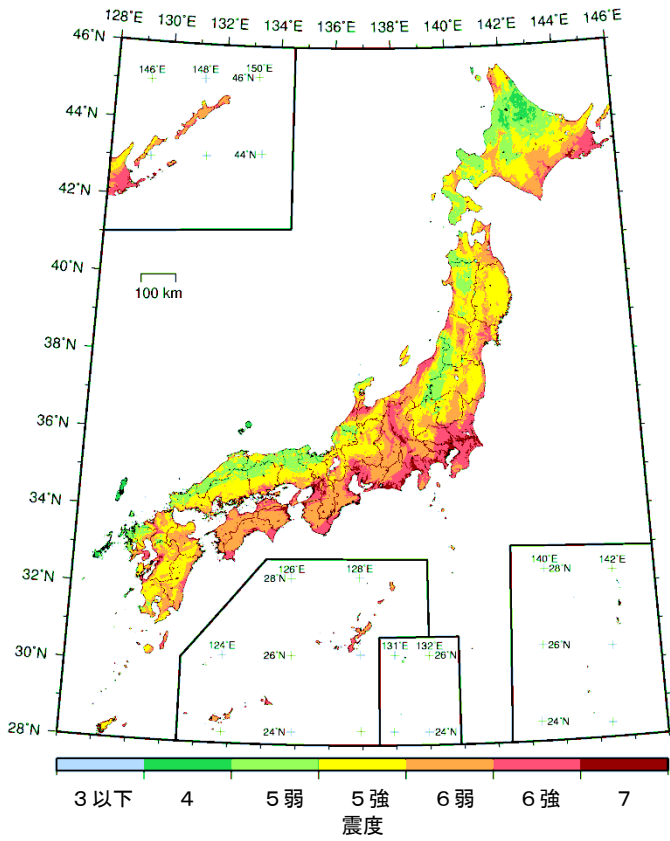 128°E 130°E 132°E 134°E 136°E 138°E 140°E 142°E 144°E 146°E
46°N
146°E 148°E 150°E
46°N
44°N
44°N
42°N
40°N
100 km
38°N
36°N
34°N
32°N
126°E 128°E
28°N
140°E 142°E
28°N
30°N
124°E
26°N
131°E 132°E
26°N
26°N
28°N
24°N
24°N
24°N
3以下 4 5弱 5強 6弱 6強 7
震度